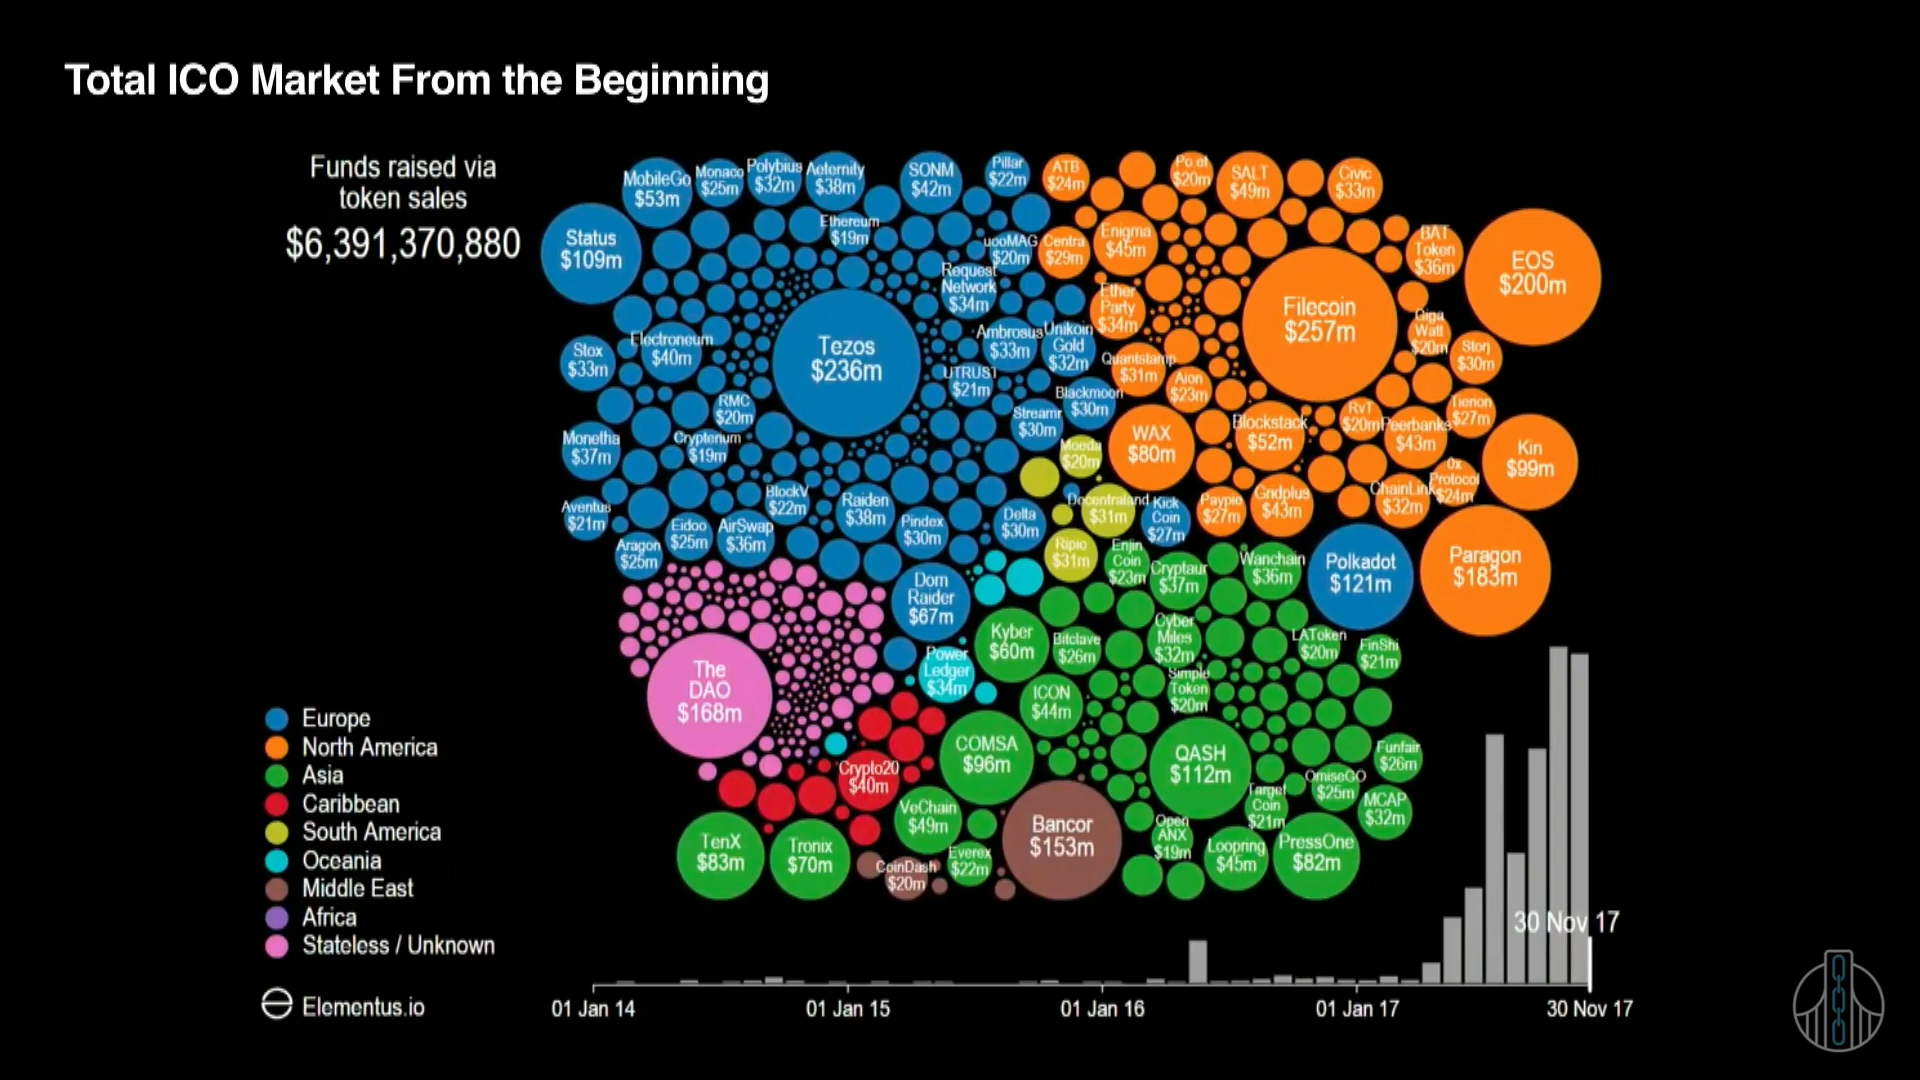 Total ICO Market From the Beginning
Funds raised via
token sales
$6,391,370,880
MobileGo
$53m
Monaco
$25m
Polybius
$32m
Aeternity
$38m
SONM
$42m
Pillar
$22m
ATB
$24m
Po.et
$20m
SALT
$49m
Civic
$33m
Status
$109m
Ethereum
$19m
uooMAG
$20m
Centra
$29m
Enigma
$45m
BAT
Token
$36m
EOS
$200m
Request
Network
$34m
Ether
Party
$34m
Filecoin
$257m
Giga
Watt
$20m
Storj
$30m
Stox
$33m
Electroneum
$40m
Tezos
$236m
Ambrosus
$33m
Unikoin
Gold
$32m
Quantstamp
$31m
Aion
$23m
UTRUST
$21m
Blackmoon
$30m
RMC
$20m
Streamr
$30m
WAX
$80m
Blockstack
$52m
RvT
$20m
Peerbanks
$43m
Tierion
$27m
Kin
$99m
Monetha
$37m
Crypterium
$19m
Moeda
$20m
0x
Protocol
$24m
BlockV
$22m
Raiden
$38m
Decentraland
$31m
Kick
Coin
$27m
Paypie
$27m
Gridplus
$43m
ChainLink
$32m
Aventus
$21m
Eidoo
$25m
AirSwap
$36m
Pindex
$30m
Delta
$30m
Aragon
$25m
Ripio
$31m
Enjin
Coin
$23m
Cryptaur
$37m
Wanchain
$36m
Polkadot
$121m
Paragon
$183m
Dom
Raider
$67m
Kyber
$60m
Bitclave
$26m
Cyber
Miles
$32m
LAToken
$20m
FinShi
$21m
The
DAO
$168m
Power
Ledger
$34m
ICON
$44m
Simple
Token
$20m
COMSA
$96m
QASH
$112m
Funfair
$26m
Crypto20
$40m
OmiseGO
$25m
Target
Coin
$21m
MCAP
$32m
VeChain
$49m
Bancor
$153m
Open
ANX
$19m
Loopring
$45m
PressOne
$82m
TenX
$83m
Tronix
$70m
CoinDash
$20m
Everex
$22m
Europe
North America
Asia
Caribbean
South America
Oceania
Middle East
Africa
Stateless / Unknown
Elementus.io
30 Nov 17
01 Jan 14
01 Jan 15
01 Jan 16
01 Jan 17
30 Nov 17